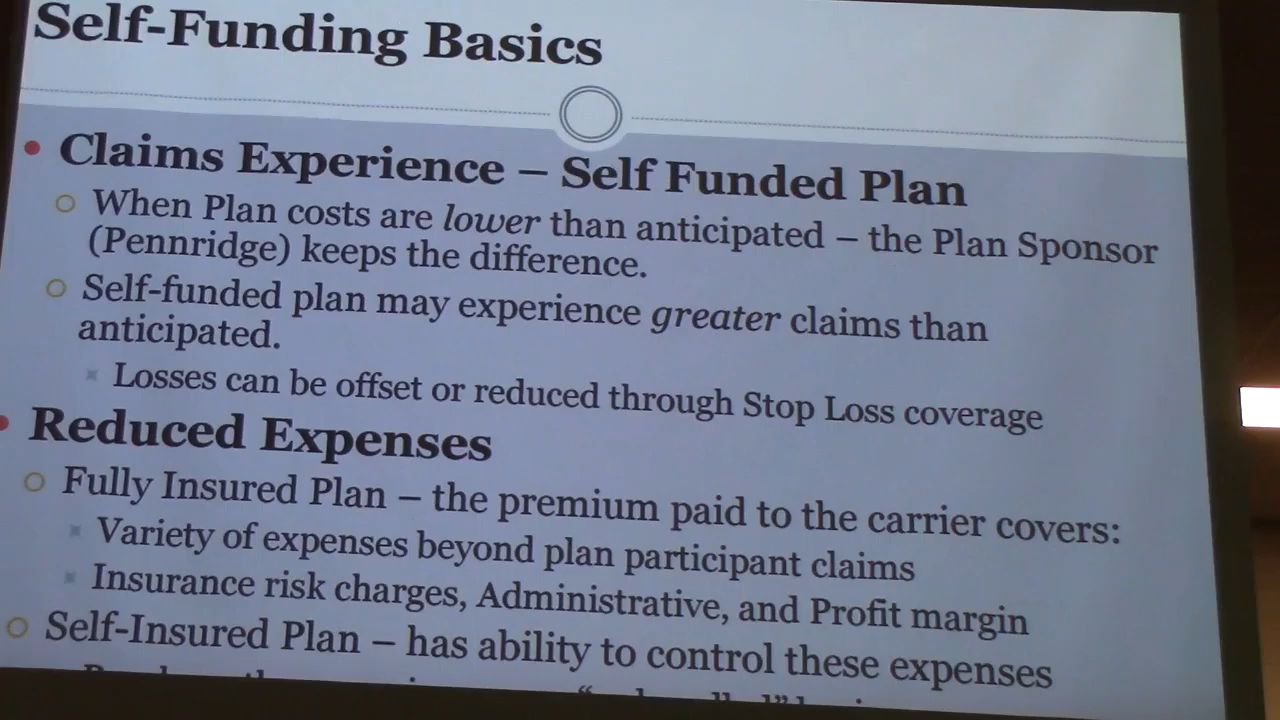 Self-Funding Basics
Claims Experience – Self Funded Plan
When Plan costs are lower than anticipated – the Plan Sponsor
(Pennridge) keeps the difference.
Self-funded plan may experience greater claims than
anticipated.
Losses can be offset or reduced through Stop Loss coverage
Reduced Expenses
Fully Insured Plan – the premium paid to the carrier covers:
Variety of expenses beyond plan participant claims
Insurance risk charges, Administrative, and Profit margin
Self-Insured Plan – has ability to control these expenses